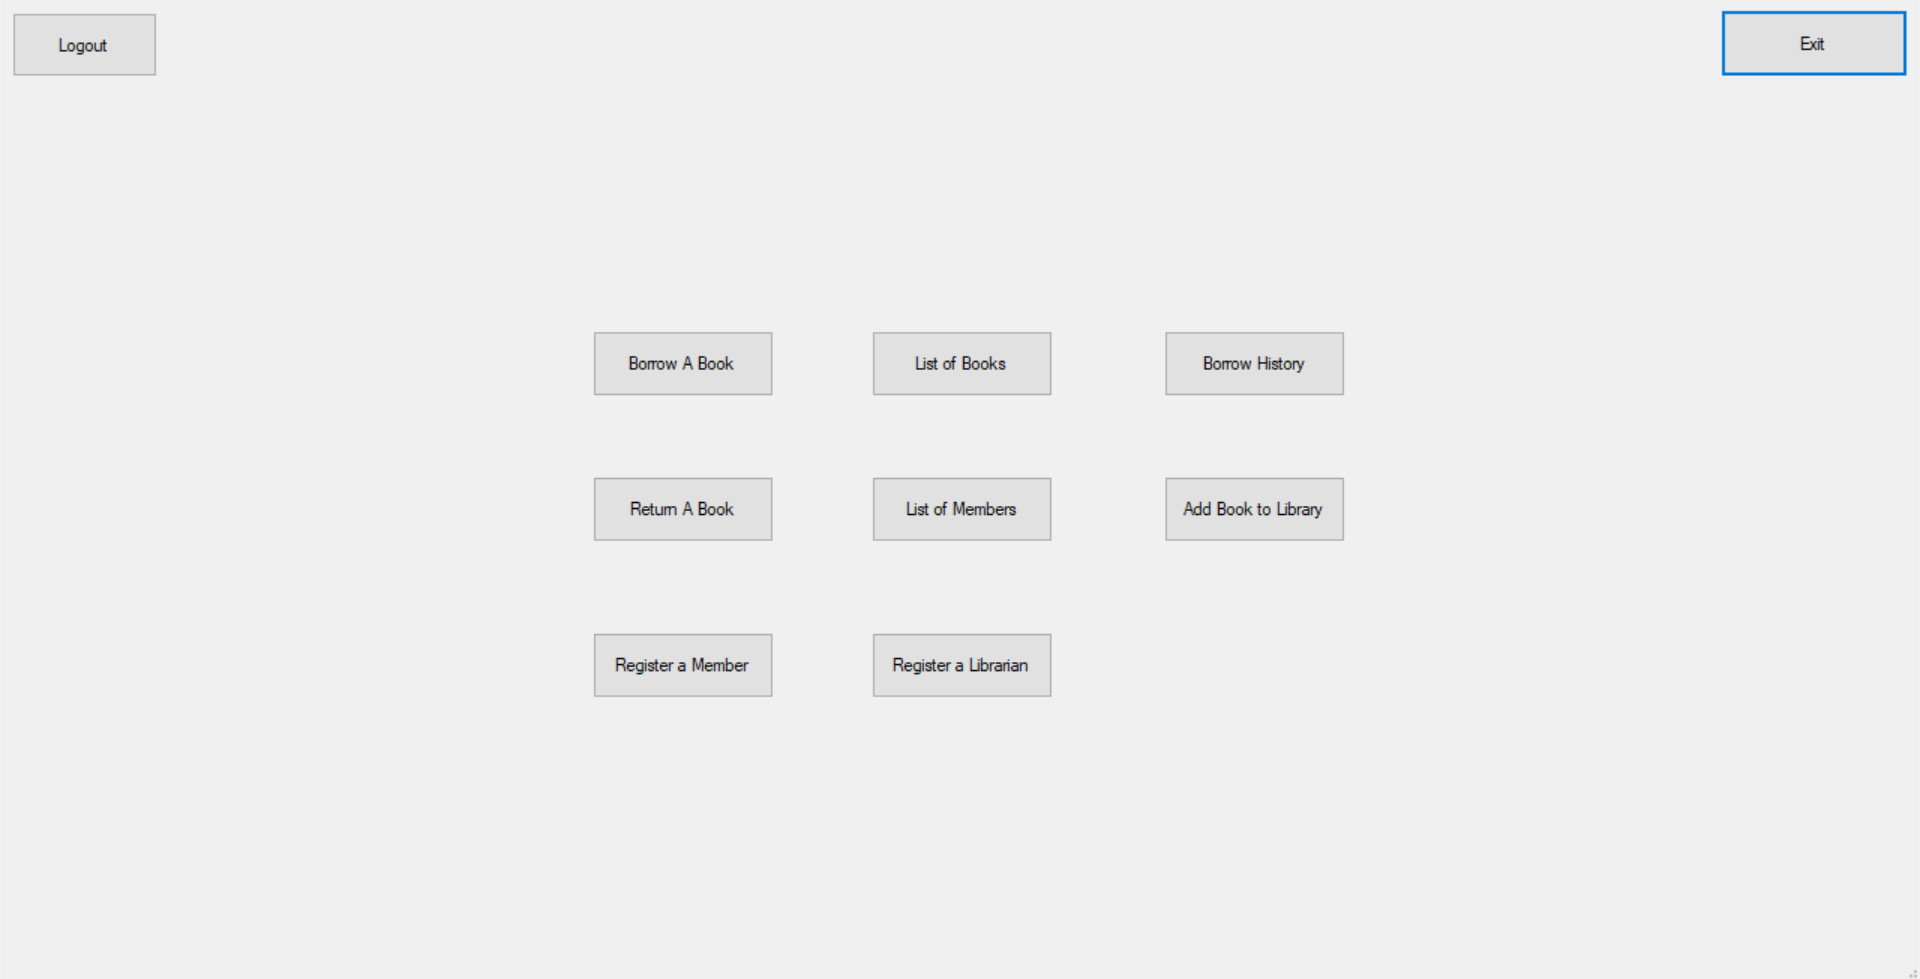 Logout
Exit
Borrow A Book
List of Books
Borrow History
Return A Book
List of Members
Add Book to Library
Register a Member
Register a Librarian